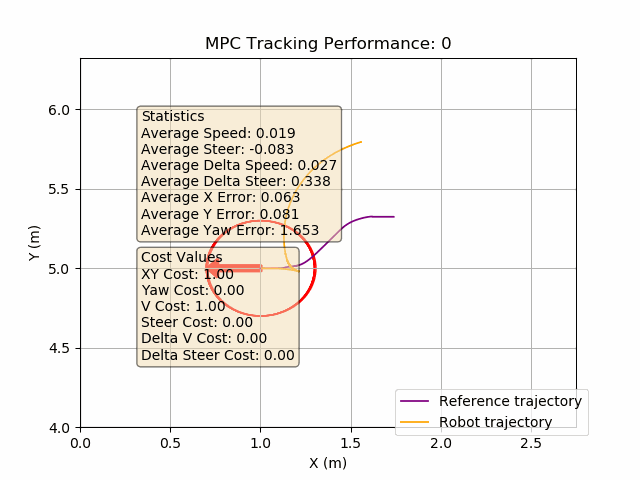 MPC Tracking Performance: 0
Statistics
Average Speed: 0.019
Average Steer: -0.083
Average Delta Speed: 0.027
Average Delta Steer: 0.338
Average X Error: 0.063
Average Y Error: 0.081
Average Yaw Error: 1.653
Cost Values
XY Cost: 1.00
Yaw Cost: 0.00
V Cost: 1.00
Steer Cost: 0.00
Delta V Cost: 0.00
Delta Steer Cost: 0.00
Reference trajectory
Robot trajectory
Y (m)
6.0
5.5
5.0
4.5
4.0
0.0 0.5 1.0 1.5 2.0 2.5
X (m)